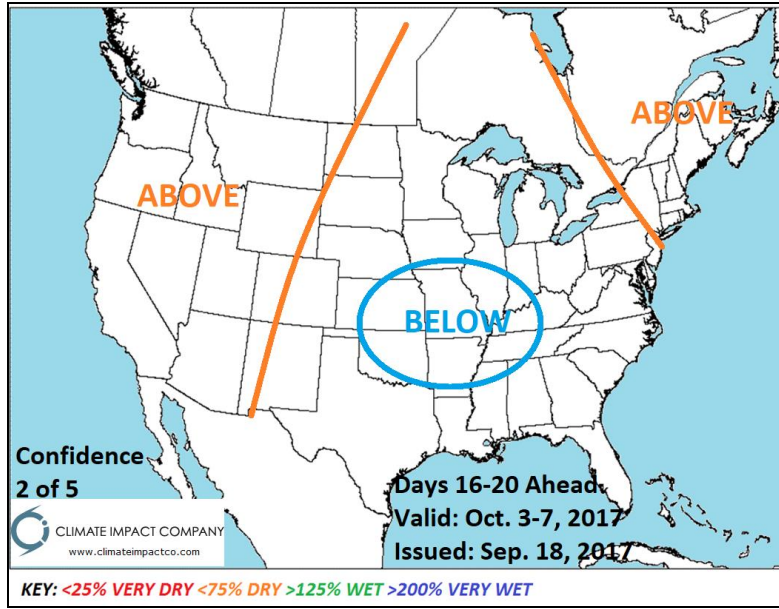 ABOVE
ABOVE
BELOW
Confidence
2 of 5
Days 16-20 Ahead:
Valid: Oct. 3-7, 2017
Issued: Sep. 18, 2017
CLIMATE IMPACT COMPANY
www.climateimpactco.com
KEY: <25% VERY DRY <75% DRY >125% WET >200% VERY WET